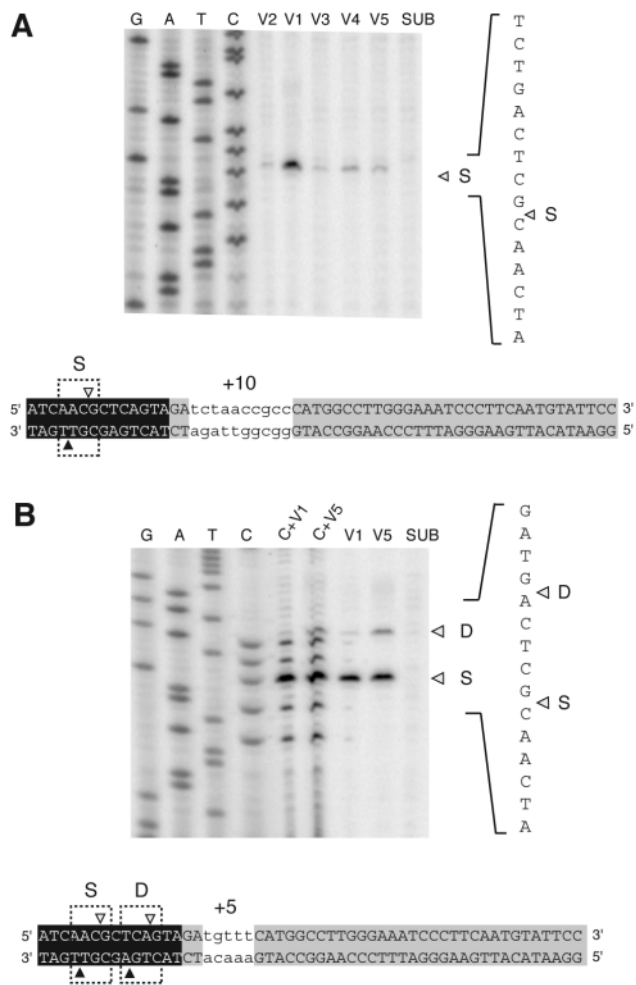 A
G A T C V2 V1 V3 V4 V5 SUB
S
T
C
T
G
A
C
T
C
G
S
C
A
A
C
T
A
S
+10
5' ATCAACGCTCAGTAGAtctaaccgccCATGGCCTTGGGAAATCCCTTCAATGTATTCC 3'
3' TAGTTGCGAGTCATCTagattggcggGTACCGGAACCCTTTAGGGAAGTTACATAAGG 5'
B
G A T C C+V1 C+V5 V1 V5 SUB
D
S
G
A
T
G
D
A
C
T
C
G
S
C
A
A
C
T
A
S D
+5
5' ATCAACGCTCAGTAGAtgtttCATGGCCTTGGGAAATCCCTTCAATGTATTCC 3'
3' TAGTTGCGAGTCATCTacaaaGTACCGGAACCCTTTAGGGAAGTTACATAAGG 5'